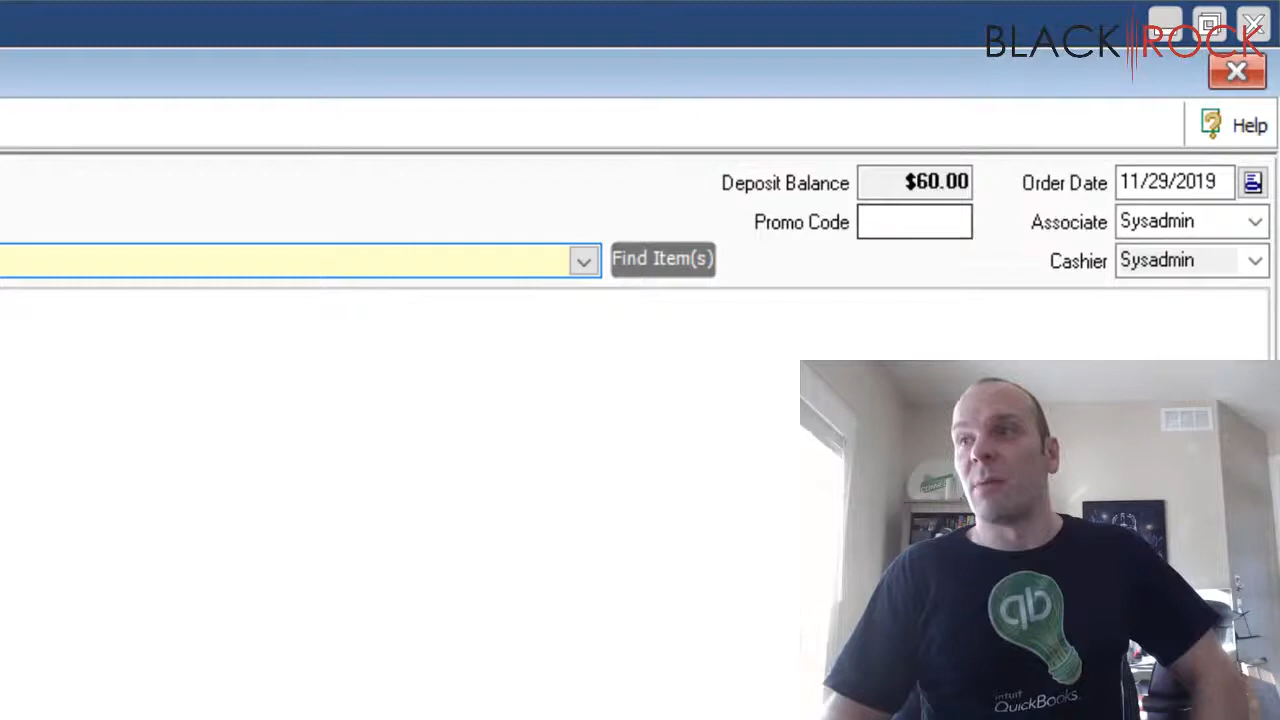 BLACK ROCK
Help
Deposit Balance $60.00 Order Date 11/29/2019
Promo Code Associate Sysadmin
Find Item(s) Cashier Sysadmin
qb
intuit
QuickBooks.